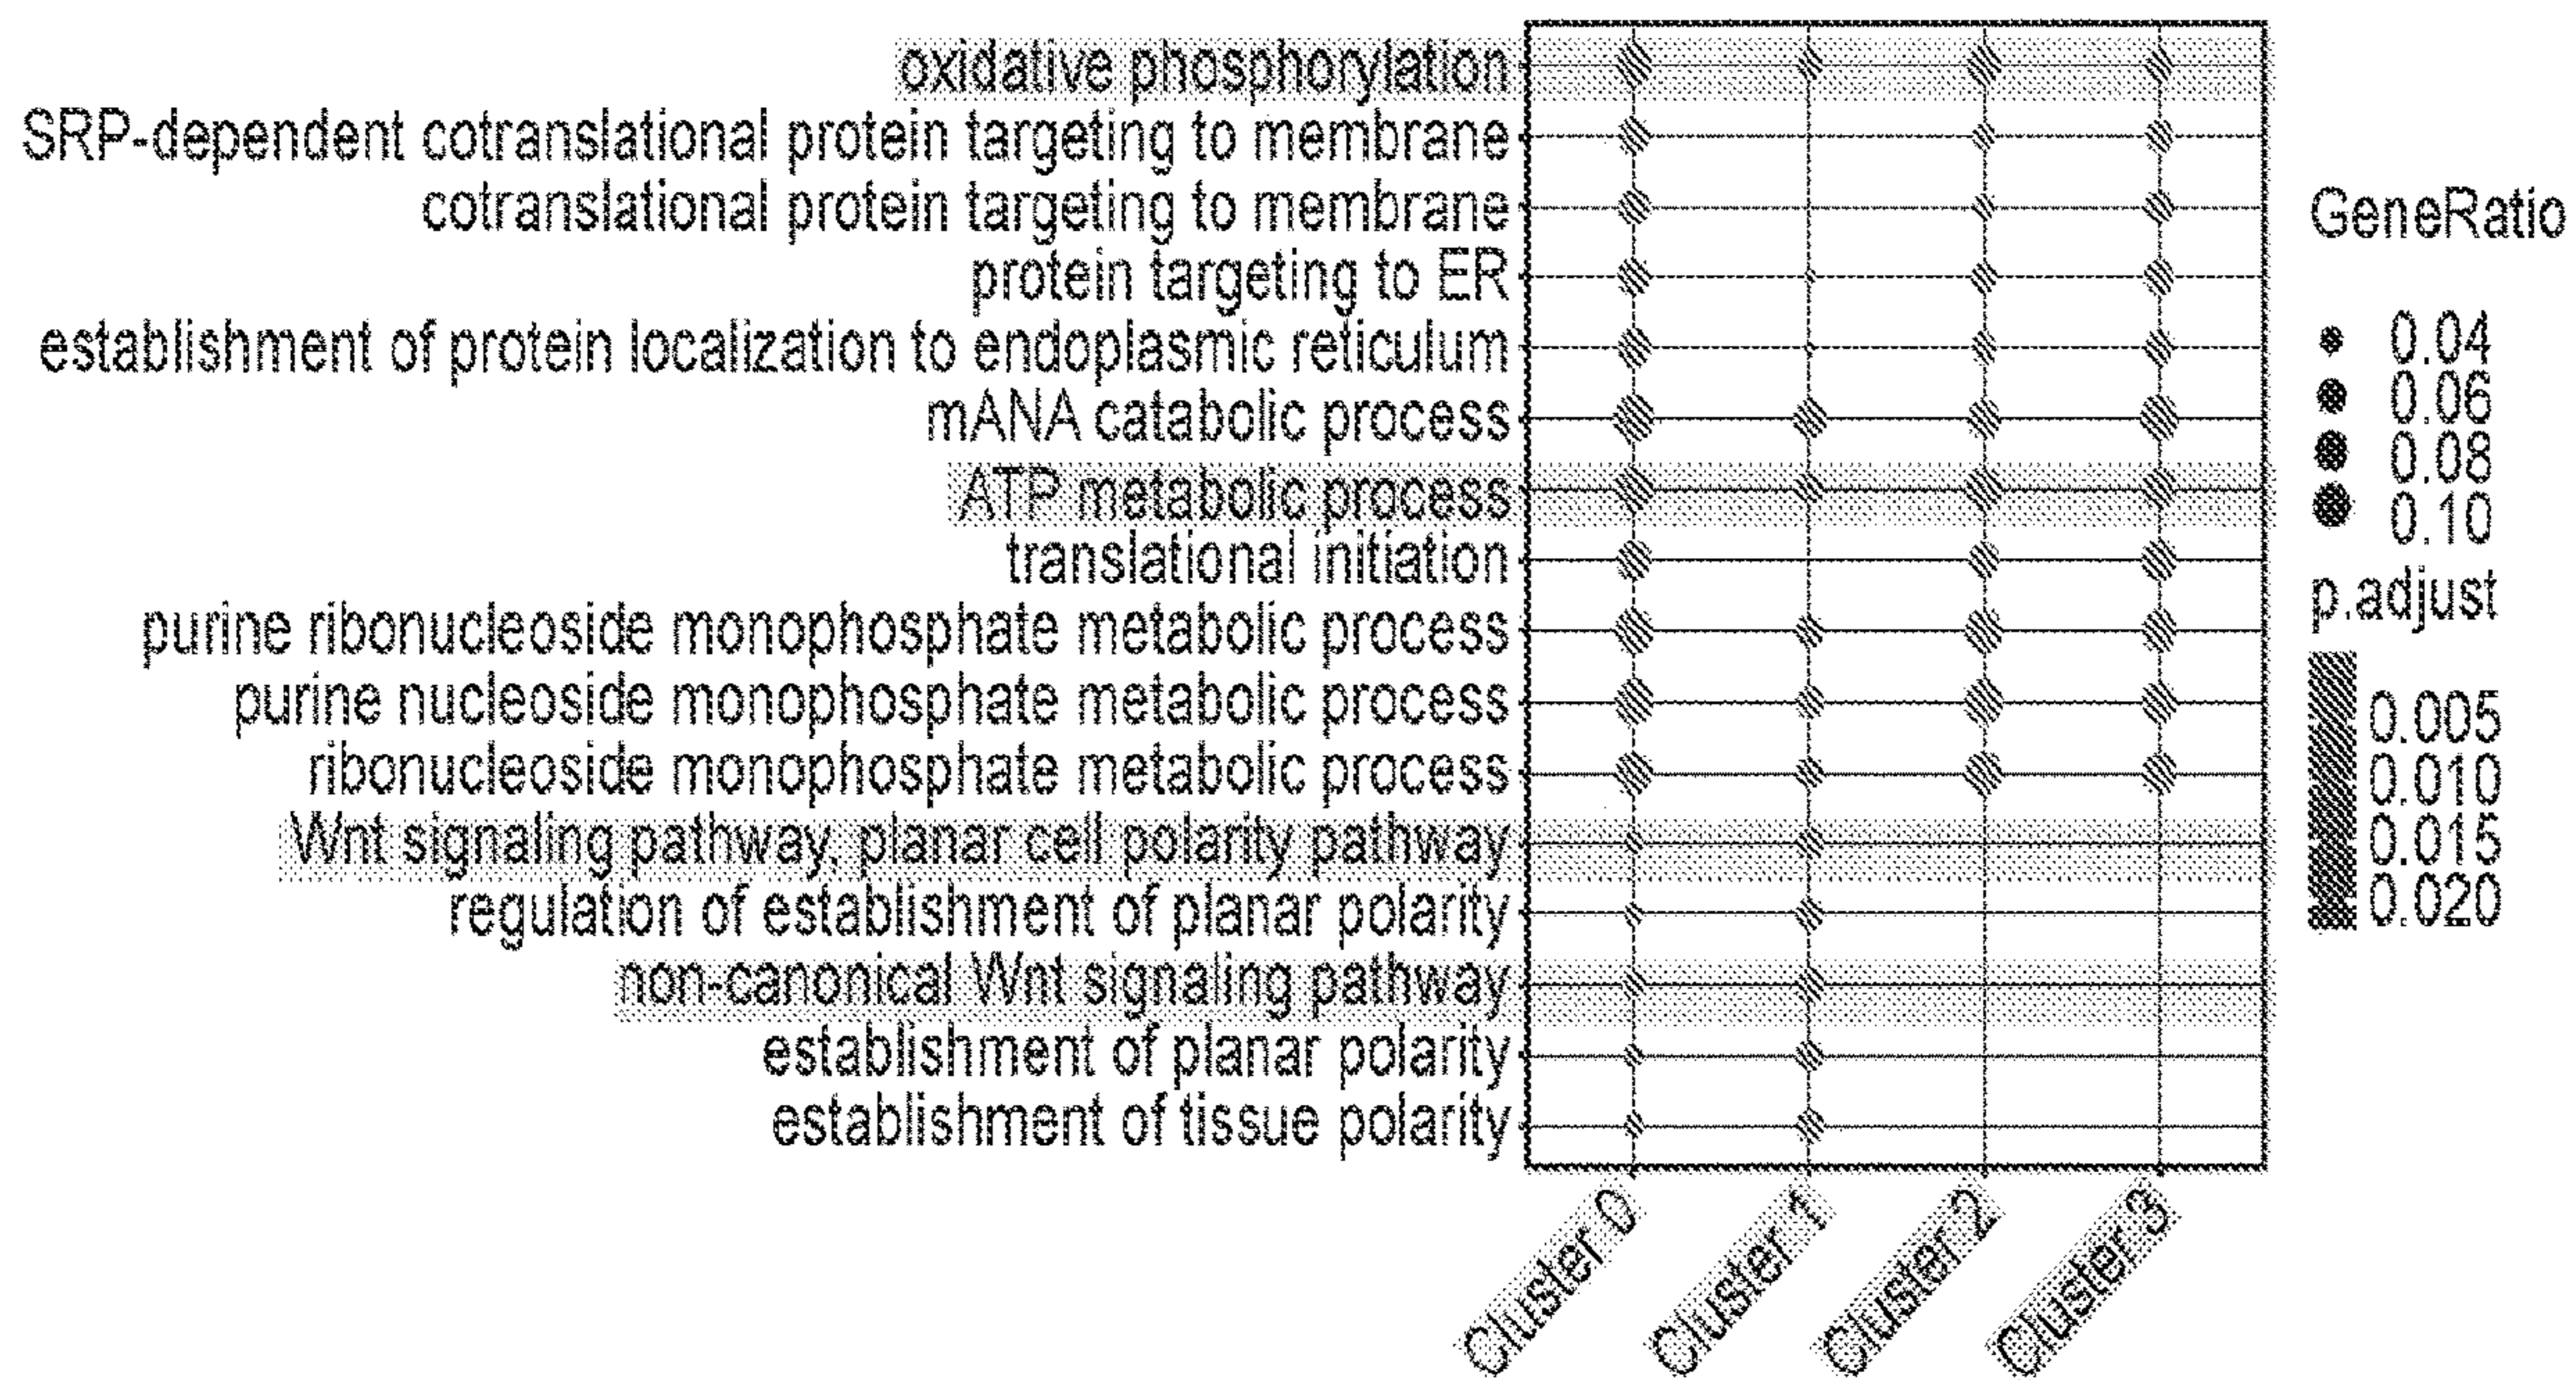 oxidative phosphorylation
SRP-dependent cotranslational protein targeting to membrane
cotranslational protein targeting to membrane
protein targeting to ER
establishment of protein localization to endoplasmic reticulum
mANA catabolic process
ATP metabolic process
translational initiation
purine ribonucleoside monophosphate metabolic process
purine nucleoside monophosphate metabolic process
ribonucleoside monophosphate metabolic process
Wnt signaling pathway, planar cell polarity pathway
regulation of establishment of planar polarity
non-canonical Wnt signaling pathway
establishment of planar polarity
establishment of tissue polarity
Cluster 0
Cluster 1
Cluster 2
Cluster 3
GeneRatio
0.04
0.06
0.08
0.10
p.adjust
0.005
0.010
0.015
0.020